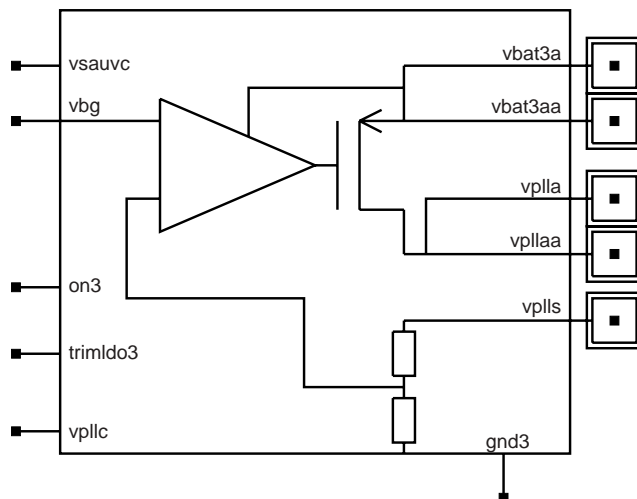 vsauvc
vbg
on3
trimldo3
vpllc
vbat3a
vbat3aa
vplla
vpllaa
vplls
gnd3